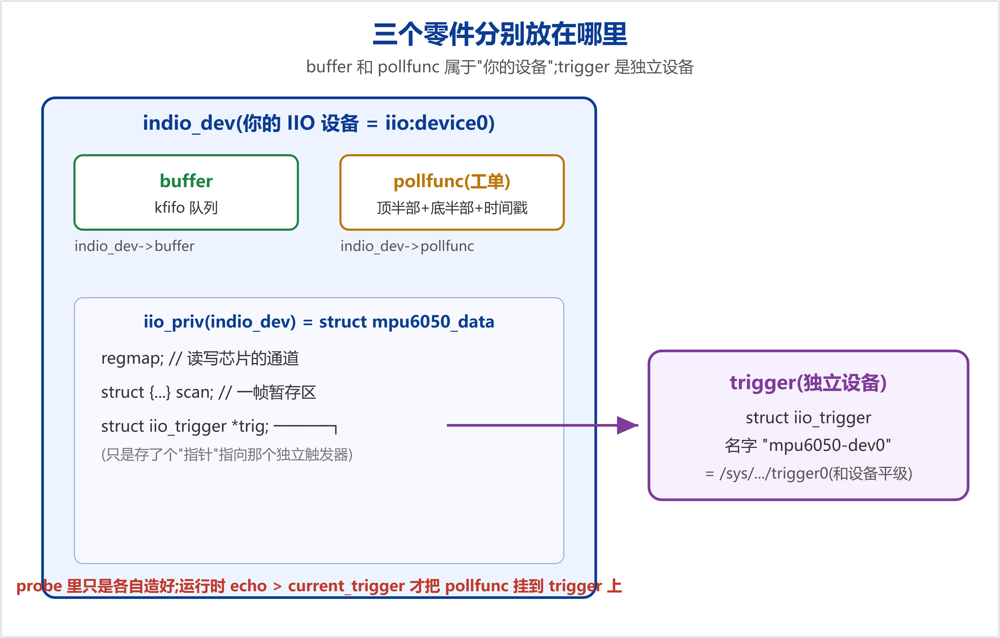 三个零件分别放在哪里
buffer 和 pollfunc 属于"你的设备";trigger 是独立设备
indio_dev(你的 IIO 设备 = iio:device0)
buffer
kfifo 队列
indio_dev->buffer
pollfunc(工单)
顶半部+底半部+时间戳
indio_dev->pollfunc
iio_priv(indio_dev) = struct mpu6050_data
regmap; // 读写芯片的通道
struct {...} scan; // 一帧暂存区
struct iio_trigger *trig; ─────┐
(只是存了个"指针"指向那个独立触发器)
trigger(独立设备)
struct iio_trigger
名字 "mpu6050-dev0"
= /sys/.../trigger0(和设备平级)
probe 里只是各自造好;运行时 echo > current_trigger 才把 pollfunc 挂到 trigger 上